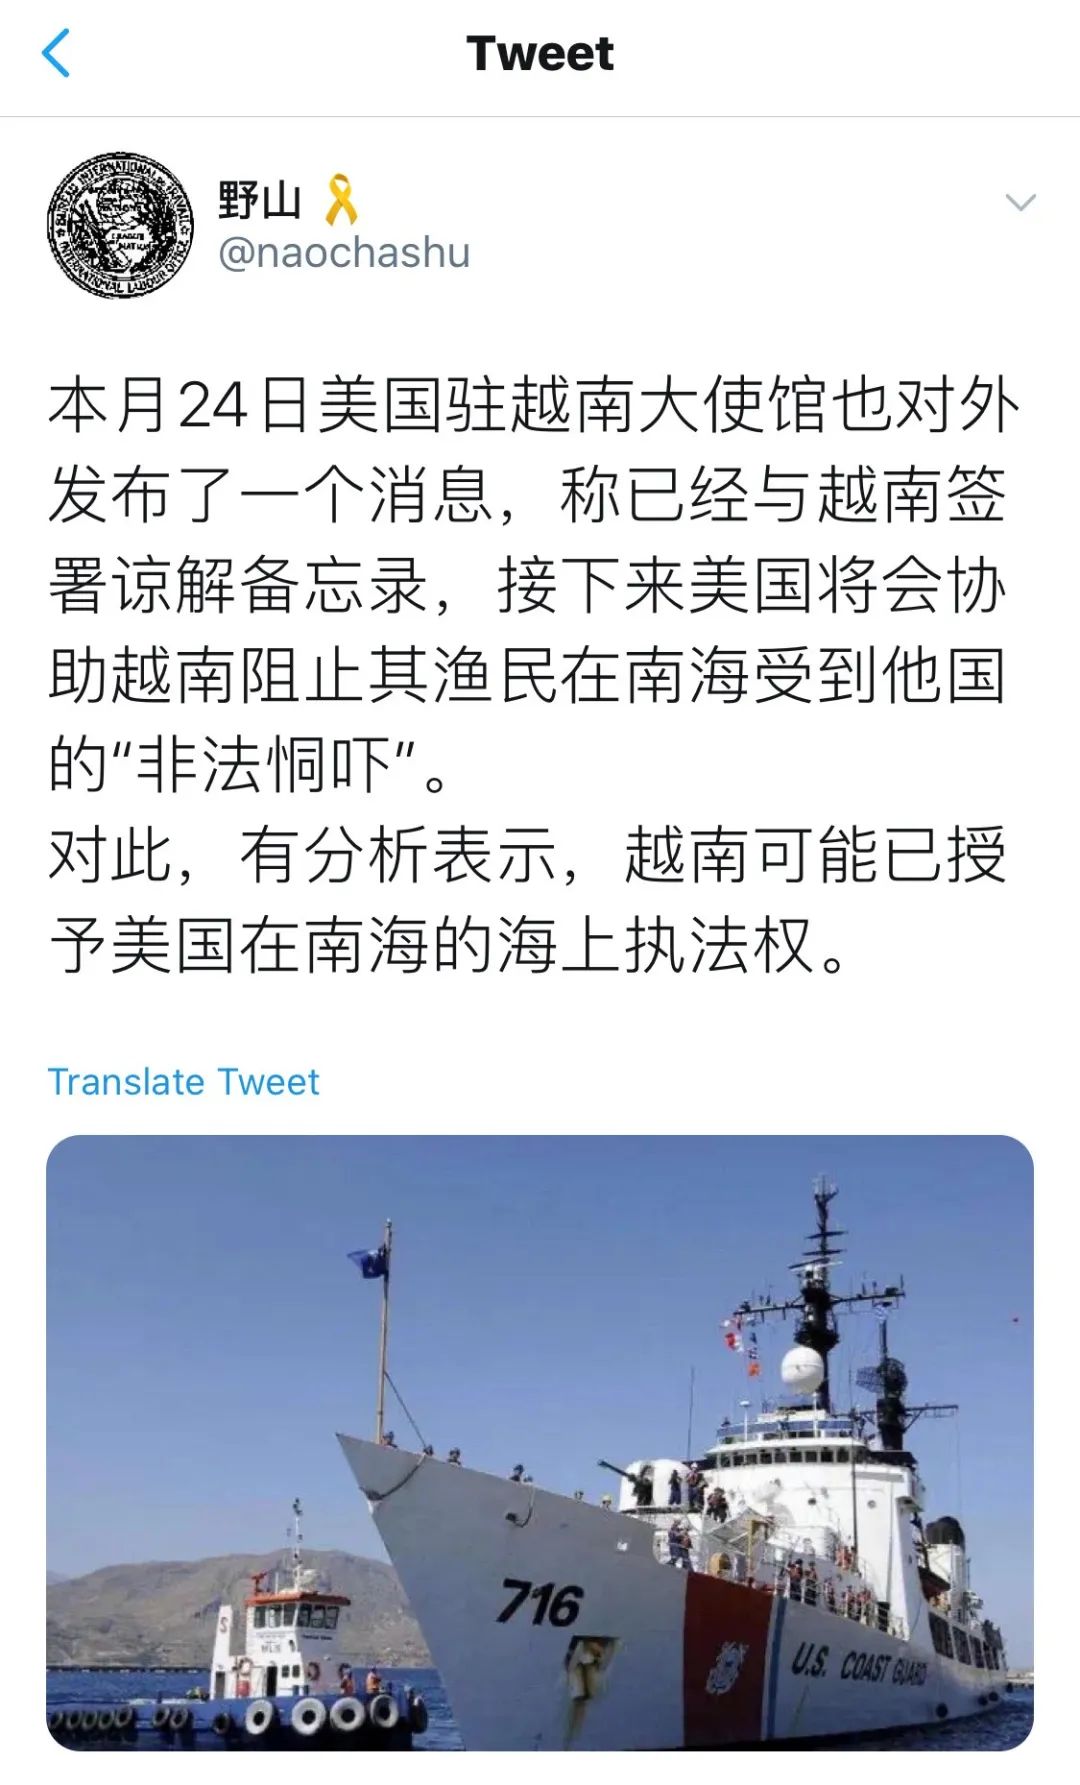 Tweet
野山
@naochashu
本月24日美国驻越南大使馆也对外
发布了一个消息，称已经与越南签
署谅解备忘录，接下来美国将会协
助越南阻止其渔民在南海受到他国
的“非法恫吓”。
对此，有分析表示，越南可能已授
予美国在南海的海上执法权。
Translate Tweet
716
U.S. COAST GUARD